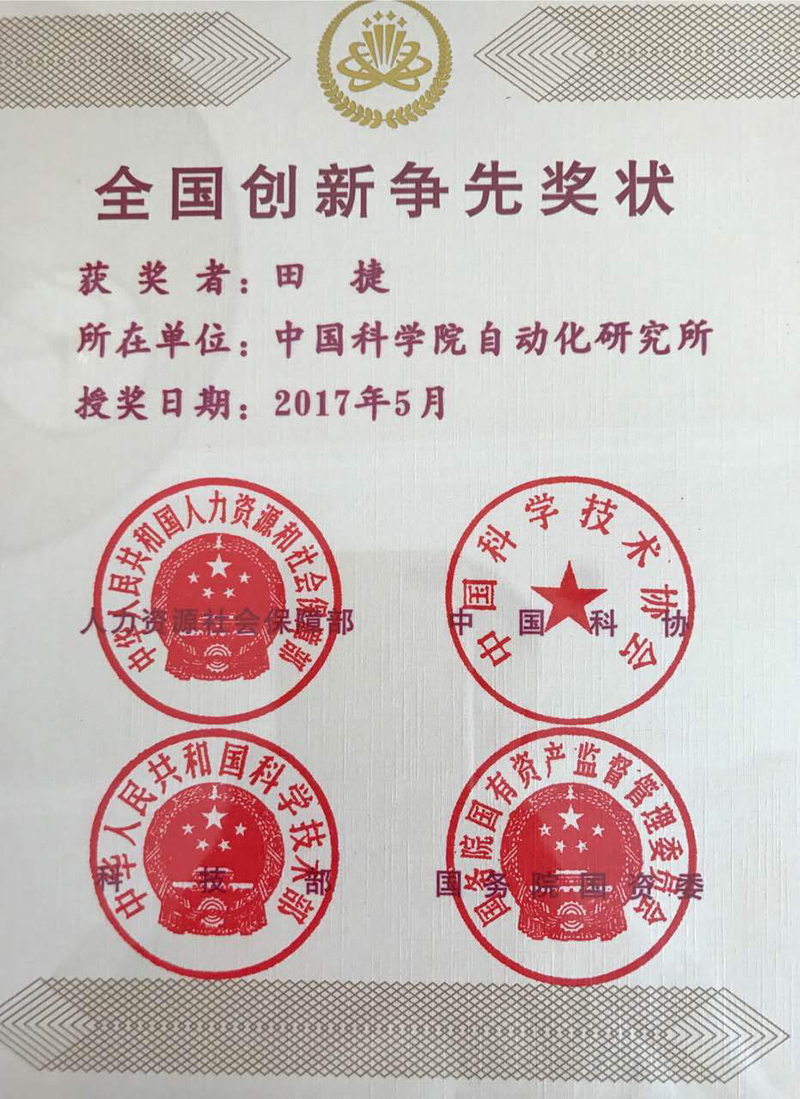 全国创新争先奖状
获奖者：田 捷
所在单位：中国科学院自动化研究所
授奖日期：2017年5月
中华人民共和国人力资源和社会保障部
人力资源社会保障部
中国科学技术协会
中国科协
中华人民共和国科学技术部
科技部
国务院国有资产监督管理委员会
国务院国资委